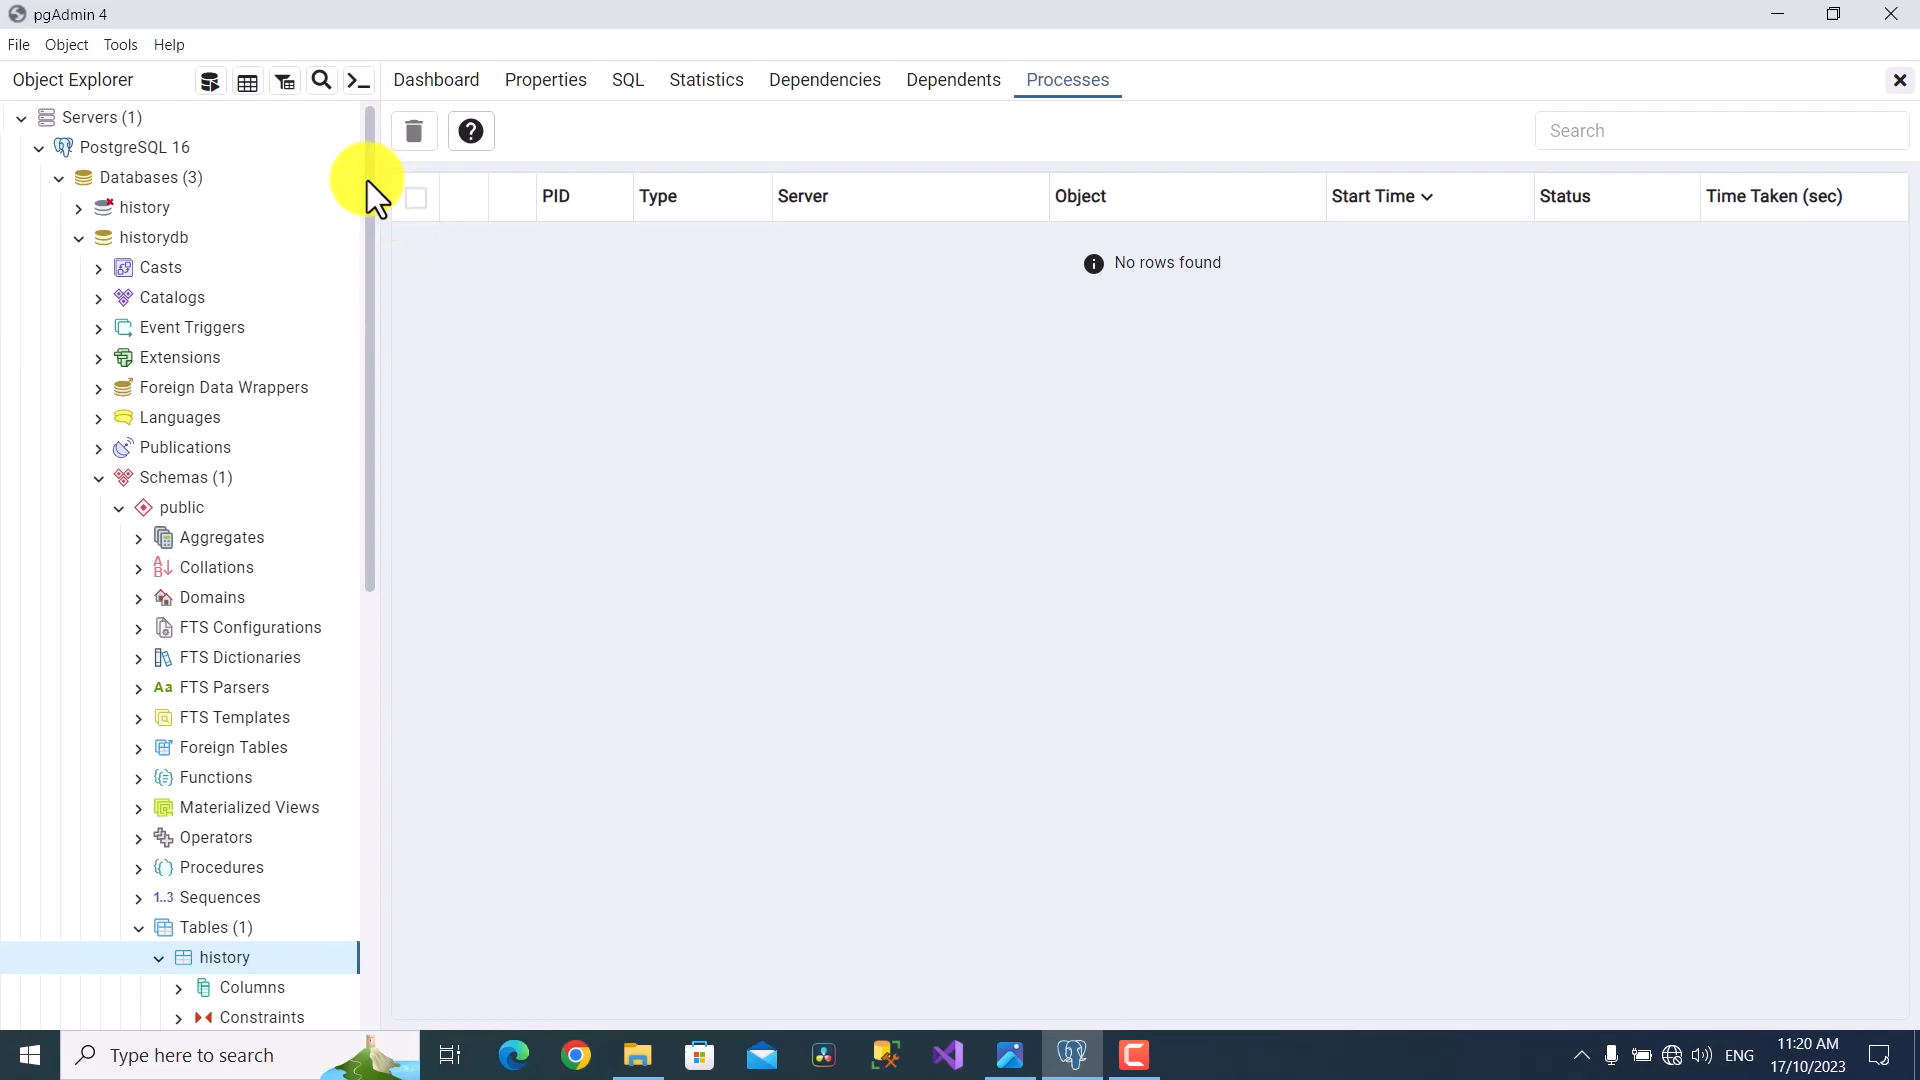 pgAdmin 4
File Object Tools Help
Object Explorer
Dashboard Properties SQL Statistics Dependencies Dependents Processes
Search
PID Type Server Object Start Time Status Time Taken (sec)
No rows found
Servers (1)
PostgreSQL 16
Databases (3)
history
historydb
Casts
Catalogs
Event Triggers
Extensions
Foreign Data Wrappers
Languages
Publications
Schemas (1)
public
Aggregates
Collations
Domains
FTS Configurations
FTS Dictionaries
Aa FTS Parsers
FTS Templates
Foreign Tables
Functions
Materialized Views
Operators
Procedures
1..3 Sequences
Tables (1)
history
Columns
Constraints
Type here to search
ENG
11:20 AM
17/10/2023